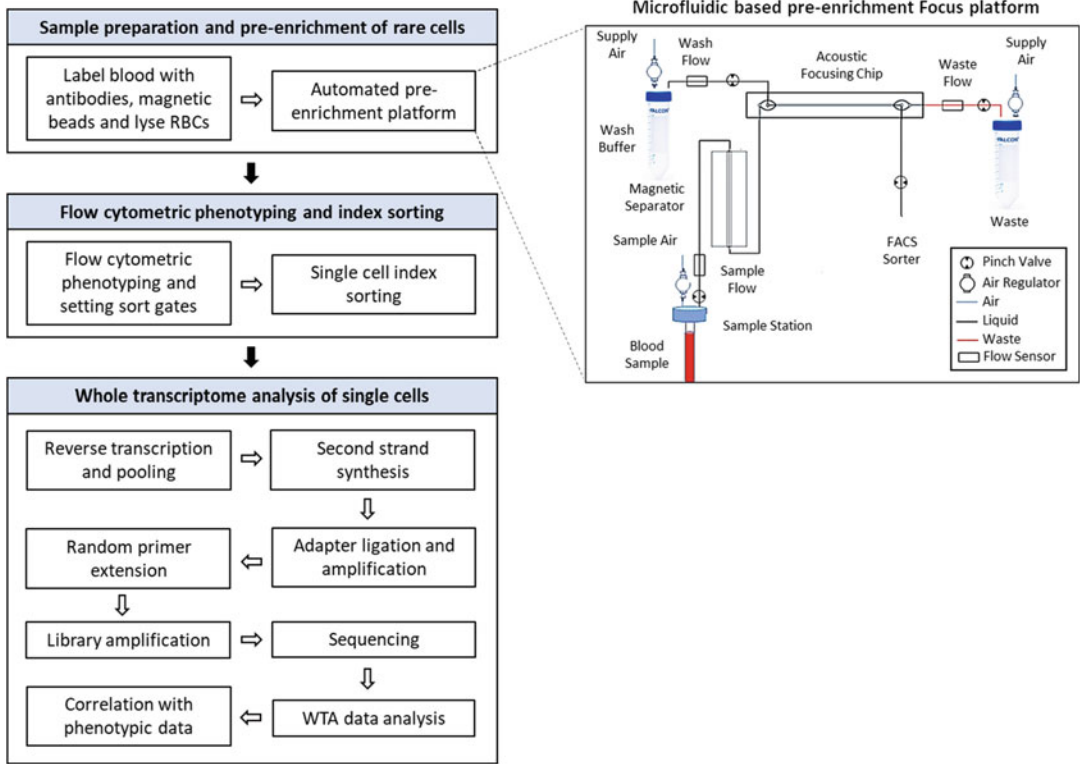 Sample preparation and pre-enrichment of rare cells
Label blood with
antibodies, magnetic
beads and lyse RBCs
Automated pre-
enrichment platform
Flow cytometric phenotyping and index sorting
Flow cytometric
phenotyping and
setting sort gates
Single cell index
sorting
Whole transcriptome analysis of single cells
Reverse transcription
and pooling
Second strand
synthesis
Random primer
extension
Adapter ligation and
amplification
Library amplification
Sequencing
Correlation with
phenotypic data
WTA data analysis
Microfluidic based pre-enrichment Focus platform
Supply
Air
Wash
Flow
Acoustic
Focusing Chip
Waste
Flow
Supply
Air
FALCON
Wash
Buffer
FALCON
Waste
Magnetic
Separator
Sample Air
Sample
Flow
FACS
Sorter
Sample Station
Blood
Sample
Pinch Valve
Air Regulator
Air
Liquid
Waste
Flow Sensor